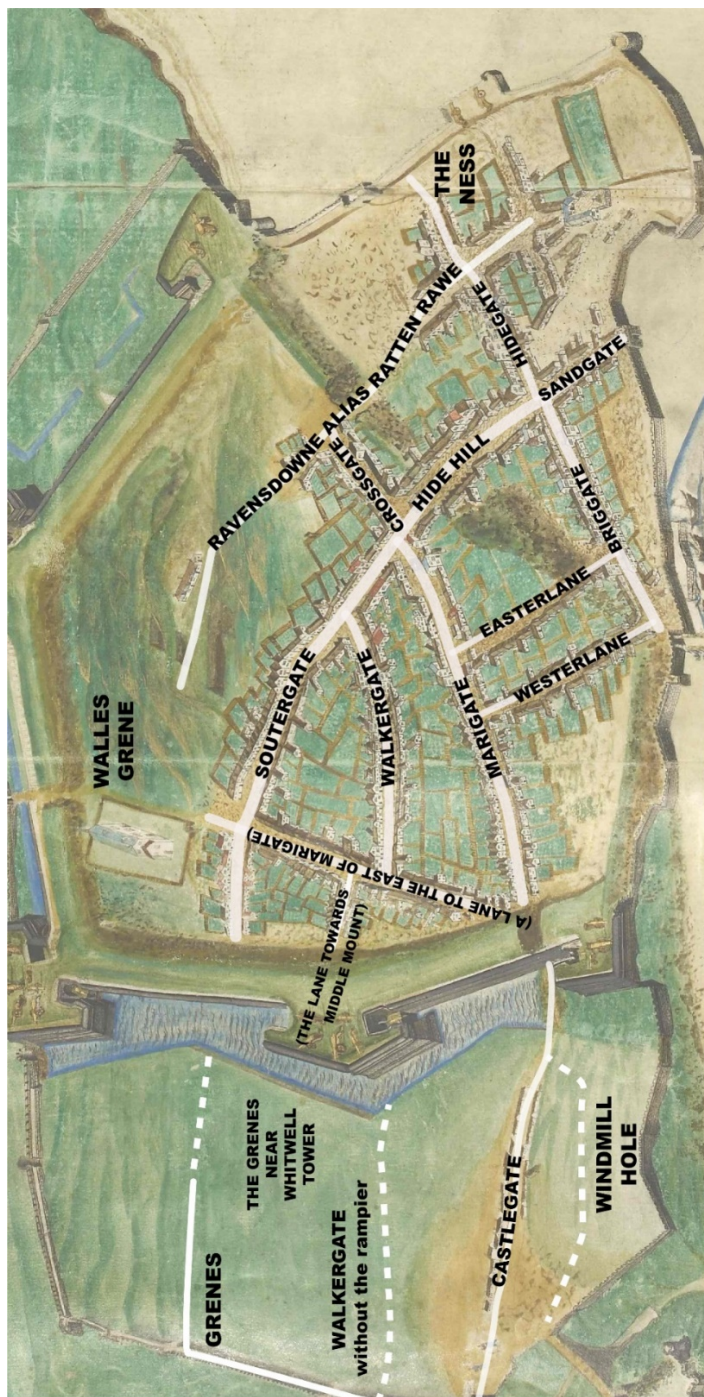 THE
NESS
RAVENSDOWNE ALIAS RATTEN RAWE
HIDEGATE
SANDGATE
CROSSGATE
HIDE HILL
BRIGGATE
EASTERLANE
WESTERLANE
SOUTERGATE
WALKERGATE
MARIGATE
WALLES
GRENE
(A LANE TO THE EAST OF MARIGATE)
(THE LANE TOWARDS
MIDDLE MOUNT)
THE GRENES
NEAR
WHITWELL
TOWER
WINDMILL
HOLE
CASTLEGATE
GRENES
WALKERGATE
without the rampier